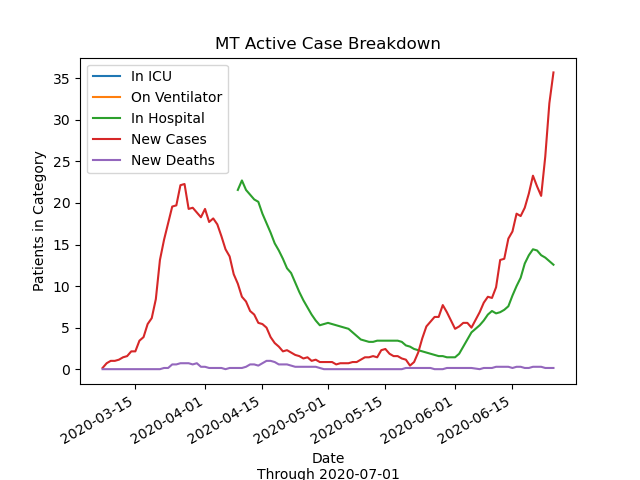 MT Active Case Breakdown
In ICU
On Ventilator
In Hospital
New Cases
New Deaths
Patients in Category
35
30
25
20
15
10
5
0
2020-03-15
2020-04-01
2020-04-15
2020-05-01
2020-05-15
2020-06-01
2020-06-15
Date
Through 2020-07-01